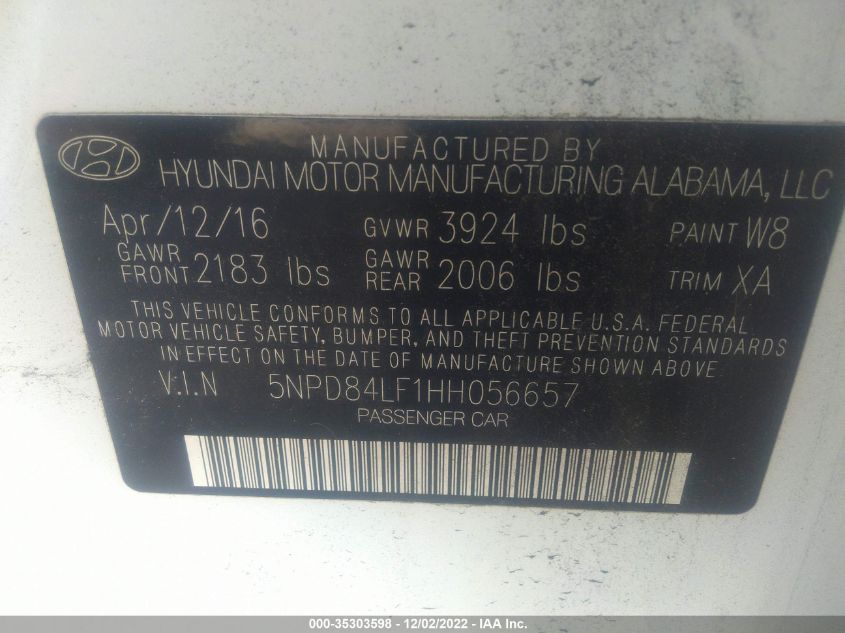 MANUFACTURED BY
HYUNDAI MOTOR MANUFACTURING ALABAMA, LLC
Apr/12/16 GVWR 3924 lbs PAINT W8
GAWR FRONT 2183 lbs GAWR REAR 2006 lbs TRIM XA
THIS VEHICLE CONFORMS TO ALL APPLICABLE U.S.A. FEDERAL
MOTOR VEHICLE SAFETY, BUMPER, AND THEFT PREVENTION STANDARDS
IN EFFECT ON THE DATE OF MANUFACTURE SHOWN ABOVE.
V.I.N 5NPD84LF1HH056657
PASSENGER CAR
000-35303598 - 12/02/2022 - IAA Inc.